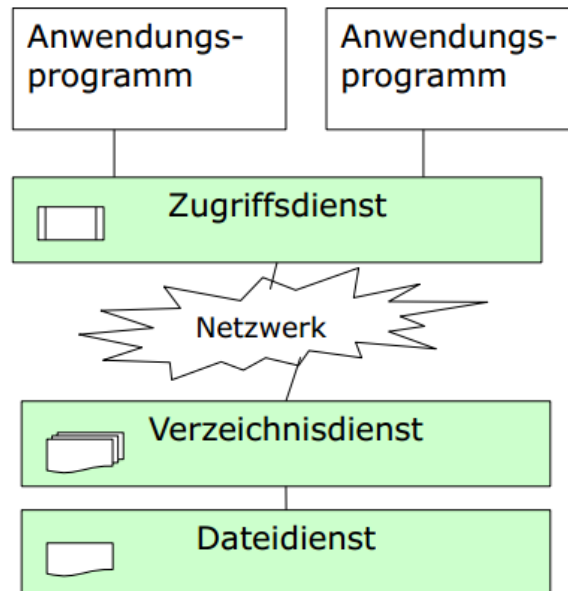 Anwendungs-
programm
Anwendungs-
programm
Zugriffsdienst
Netzwerk
Verzeichnisdienst
Dateidienst